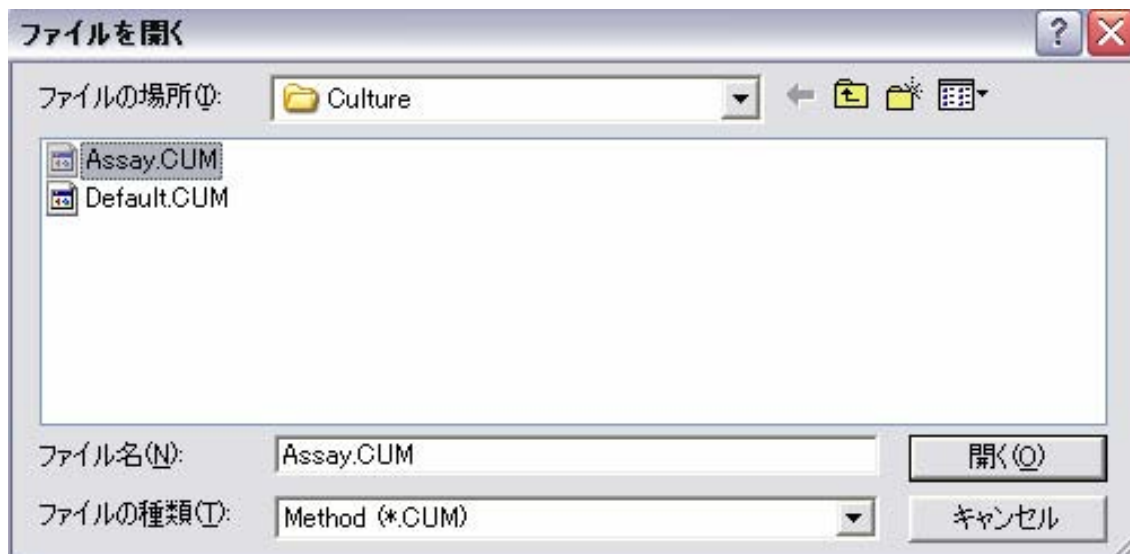 ファイルを開く
ファイルの場所(I):
Culture
Assay.CUM
Default.CUM
ファイル名(N):
Assay.CUM
開く(O)
ファイルの種類(T):
Method (*.CUM)
キャンセル